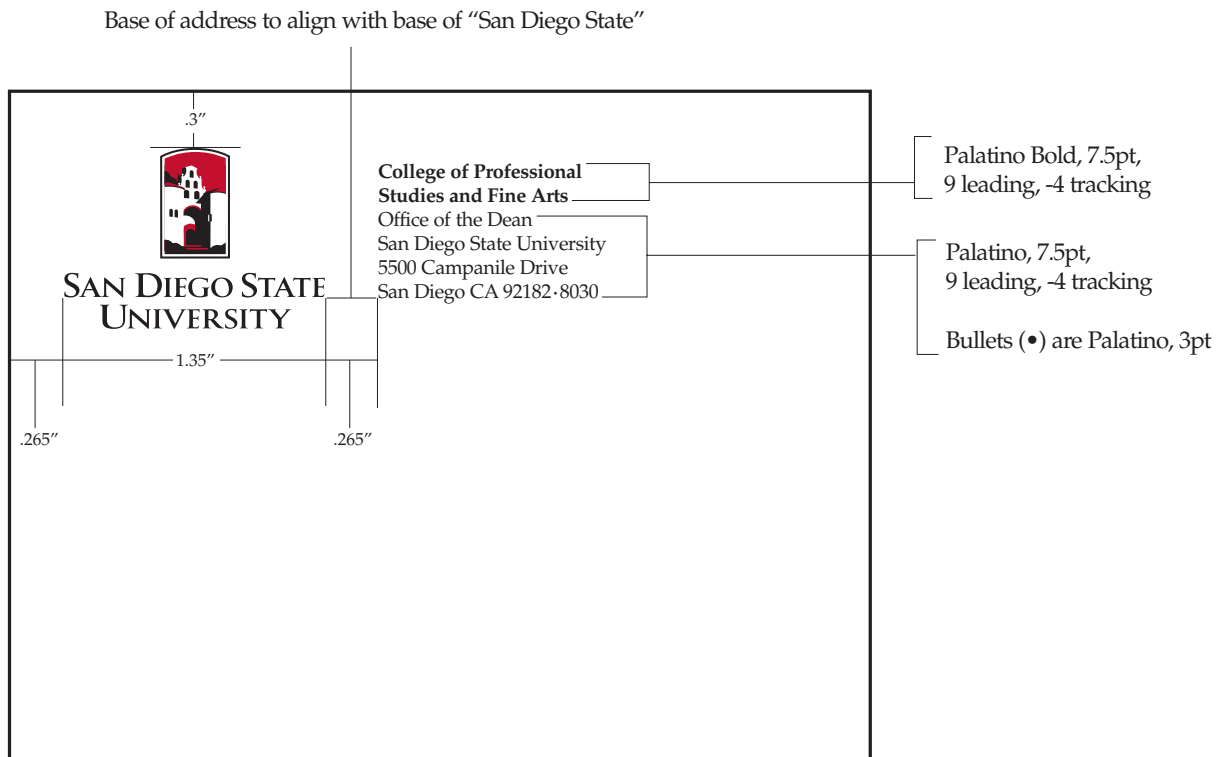 Base of address to align with base of “San Diego State”
.3”
SAN DIEGO STATE
UNIVERSITY
1.35”
.265”
.265”
College of Professional
Studies and Fine Arts
Office of the Dean
San Diego State University
5500 Campanile Drive
San Diego CA 92182•8030
Palatino Bold, 7.5pt,
9 leading, -4 tracking
Palatino, 7.5pt,
9 leading, -4 tracking
Bullets (•) are Palatino, 3pt